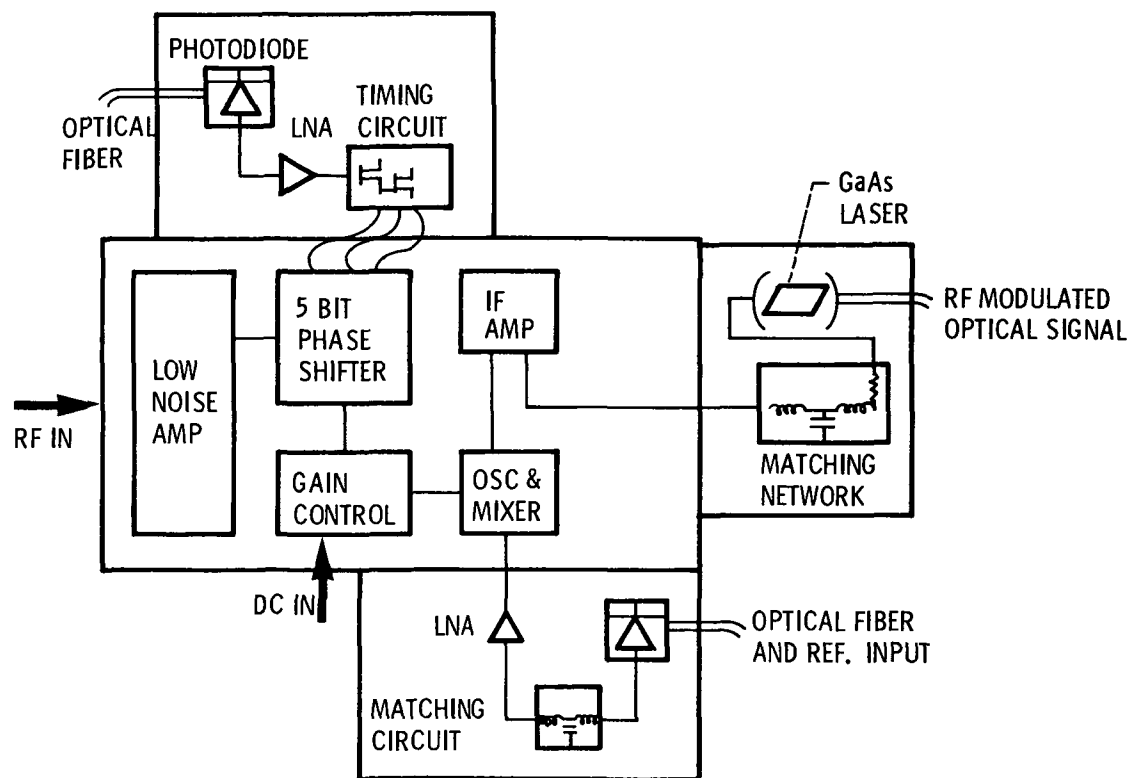 PHOTODIODE
OPTICAL
FIBER
LNA
TIMING
CIRCUIT
GaAs
LASER
RF MODULATED
OPTICAL SIGNAL
5 BIT
PHASE
SHIFTER
IF
AMP
LOW
NOISE
AMP
RF IN
GAIN
CONTROL
OSC &
MIXER
MATCHING
NETWORK
DC IN
LNA
OPTICAL FIBER
AND REF. INPUT
MATCHING
CIRCUIT